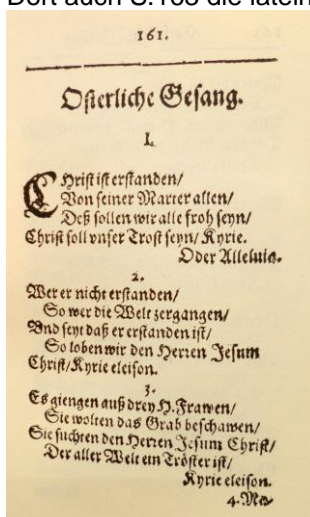 Dort auch S.168 die latein
161.
Osterliche Gesang.
I.
Christ ist erstanden/
Von seiner Marter allen/
Deß sollen wir alle froh seyn/
Christ soll vnser Trost seyn/ Kyrie.
Oder Alleluia.
2.
Wer er nicht erstanden/
So wer die Welt zergangen/
Vnd seyt daß er erstanden ist/
So loben wir den Herren Jesum
Christ/Kyrie eleison.
3.
Es giengen auß drey H.Frawen/
Sie wolten das Grab beschawen/
Sie suchten den Herren Jesum Christ/
Der aller Welt ein Tröster ist/
Kyrie eleison.
4.Ma-